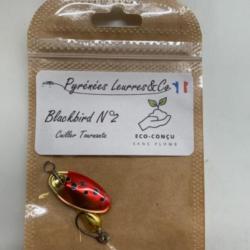 Pyrénées Leurres&Co
Blackbird N°2
Cuiller Tournante
ECO-CONÇU
SANS PLOMB